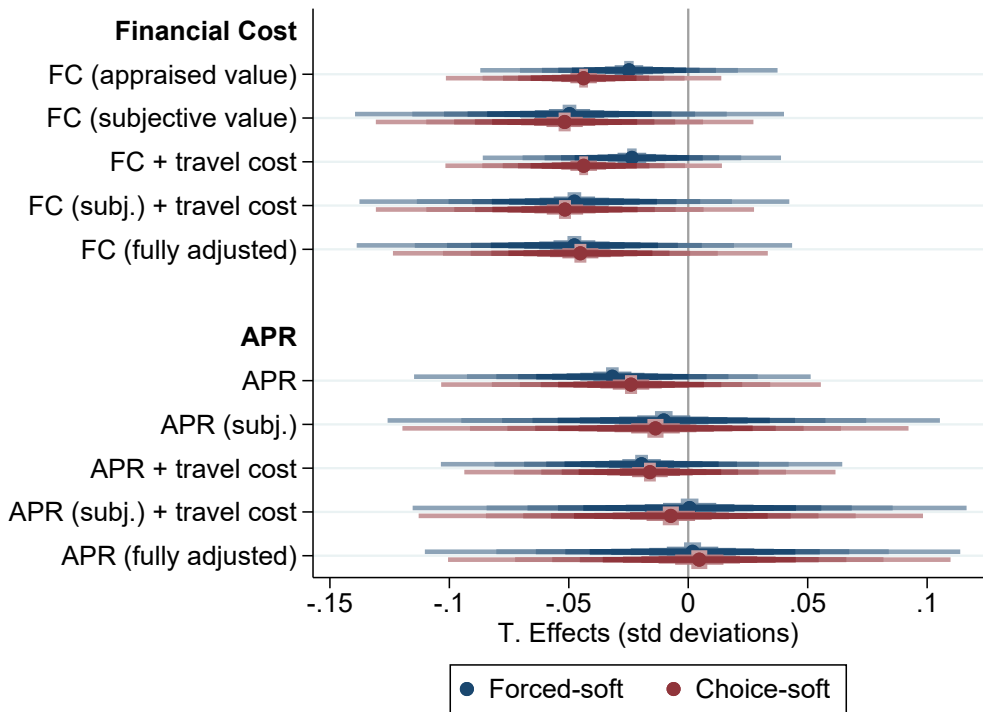 Financial Cost
FC (appraised value)
FC (subjective value)
FC + travel cost
FC (subj.) + travel cost
FC (fully adjusted)
APR
APR
APR (subj.)
APR + travel cost
APR (subj.) + travel cost
APR (fully adjusted)
-.15 -.1 -.05 0 .05 .1
T. Effects (std deviations)
Forced-soft Choice-soft